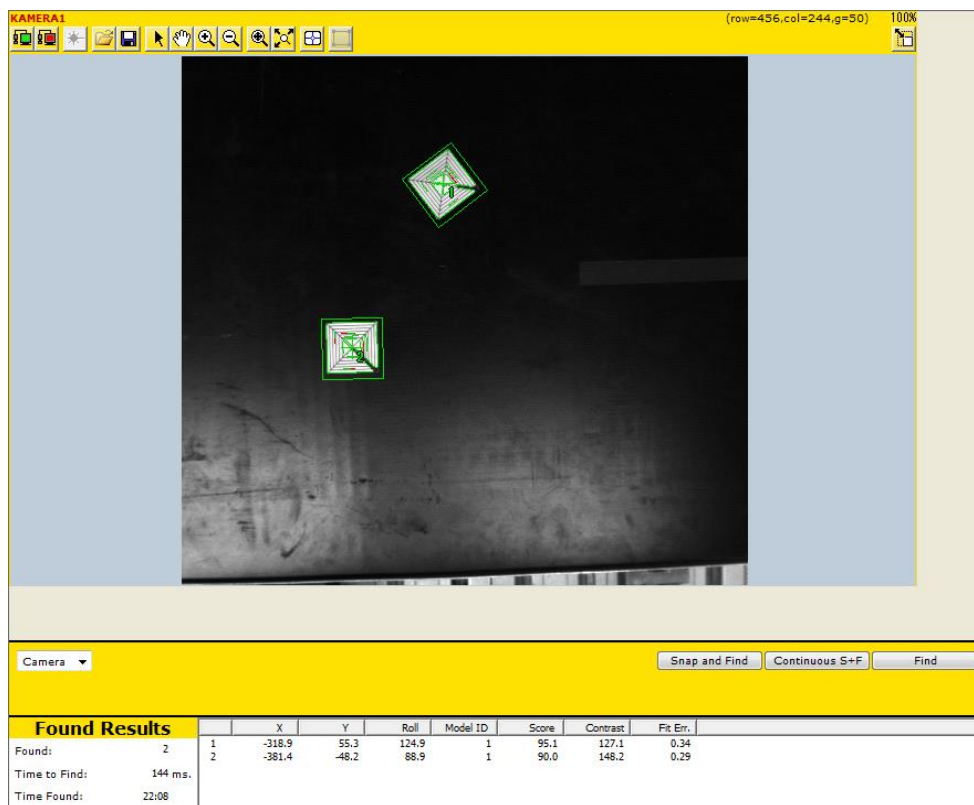 KAMERA1 (row=456,col=244,g=50) 100%
1
2
Camera
Snap and Find Continuous S+F Find
Found Results
Found: 2
Time to Find: 144 ms.
Time Found: 22:08
X Y Roll Model ID Score Contrast Fit Err.
1 -318.9 55.3 124.9 1 95.1 127.1 0.34
2 -381.4 -48.2 88.9 1 90.0 148.2 0.29